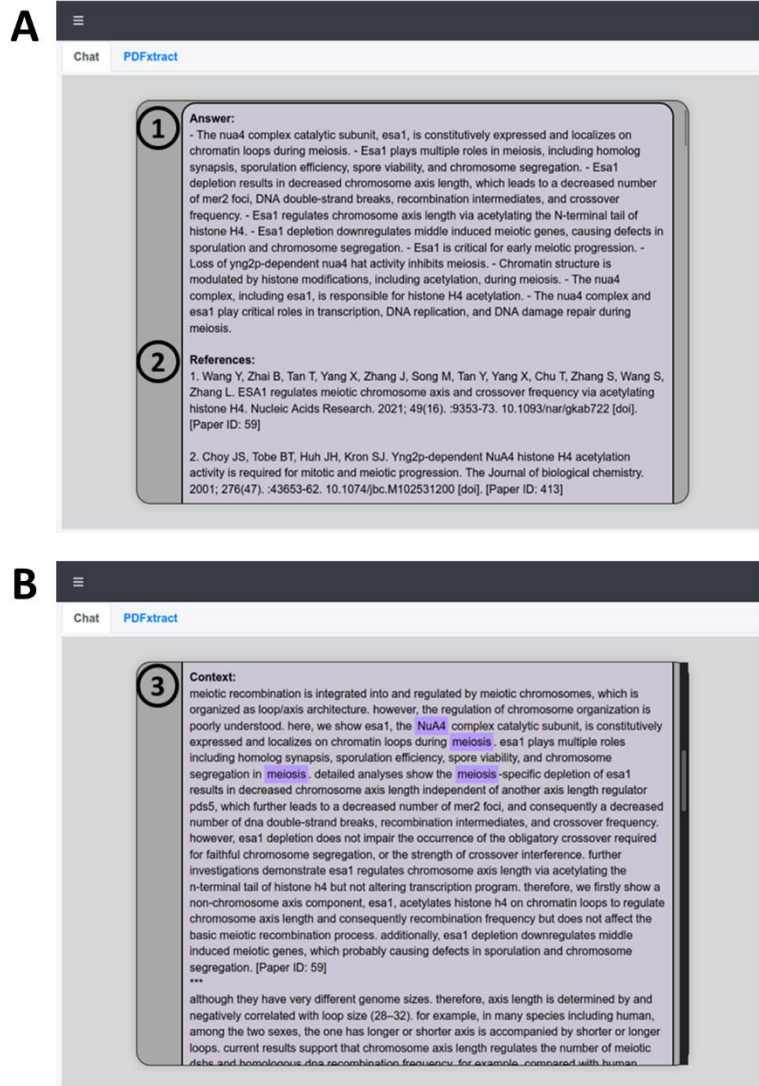 A
☰
Chat PDFxtract
1
Answer:
- The nua4 complex catalytic subunit, esa1, is constitutively expressed and localizes on
chromatin loops during meiosis. - Esa1 plays multiple roles in meiosis, including homolog
synapsis, sporulation efficiency, spore viability, and chromosome segregation. - Esa1
depletion results in decreased chromosome axis length, which leads to a decreased number
of mer2 foci, DNA double-strand breaks, recombination intermediates, and crossover
frequency. - Esa1 regulates chromosome axis length via acetylating the N-terminal tail of
histone H4. - Esa1 depletion downregulates middle induced meiotic genes, causing defects in
sporulation and chromosome segregation. - Esa1 is critical for early meiotic progression. -
Loss of yng2p-dependent nua4 hat activity inhibits meiosis. - Chromatin structure is
modulated by histone modifications, including acetylation, during meiosis. - The nua4
complex, including esa1, is responsible for histone H4 acetylation. - The nua4 complex and
esa1 play critical roles in transcription, DNA replication, and DNA damage repair during
meiosis.
2
References:
1. Wang Y, Zhai B, Tan T, Yang X, Zhang J, Song M, Tan Y, Yang X, Chu T, Zhang S, Wang S,
Zhang L. ESA1 regulates meiotic chromosome axis and crossover frequency via acetylating
histone H4. Nucleic Acids Research. 2021; 49(16). :9353-73. 10.1093/nar/gkab722 [doi].
[Paper ID: 59]
2. Choy JS, Tobe BT, Huh JH, Kron SJ. Yng2p-dependent NuA4 histone H4 acetylation
activity is required for mitotic and meiotic progression. The Journal of biological chemistry.
2001; 276(47). :43653-62. 10.1074/jbc.M102531200 [doi]. [Paper ID: 413]
B
☰
Chat PDFxtract
3
Context:
meiotic recombination is integrated into and regulated by meiotic chromosomes, which is
organized as loop/axis architecture. however, the regulation of chromosome organization is
poorly understood. here, we show esa1, the NuA4 complex catalytic subunit, is constitutively
expressed and localizes on chromatin loops during meiosis . esa1 plays multiple roles
including homolog synapsis, sporulation efficiency, spore viability, and chromosome
segregation in meiosis . detailed analyses show the meiosis -specific depletion of esa1
results in decreased chromosome axis length independent of another axis length regulator
pds5, which further leads to a decreased number of mer2 foci, and consequently a decreased
number of dna double-strand breaks, recombination intermediates, and crossover frequency.
however, esa1 depletion does not impair the occurrence of the obligatory crossover required
for faithful chromosome segregation, or the strength of crossover interference. further
investigations demonstrate esa1 regulates chromosome axis length via acetylating the
n-terminal tail of histone h4 but not altering transcription program. therefore, we firstly show a
non-chromosome axis component, esa1, acetylates histone h4 on chromatin loops to regulate
chromosome axis length and consequently recombination frequency but does not affect the
basic meiotic recombination process. additionally, esa1 depletion downregulates middle
induced meiotic genes, which probably causing defects in sporulation and chromosome
segregation. [Paper ID: 59]
***
although they have very different genome sizes. therefore, axis length is determined by and
negatively correlated with loop size (28–32). for example, in many species including human,
among the two sexes, the one has longer or shorter axis is accompanied by shorter or longer
loops. current results support that chromosome axis length regulates the number of meiotic
dsbs and homologous dna recombination frequency. for example, compared with human